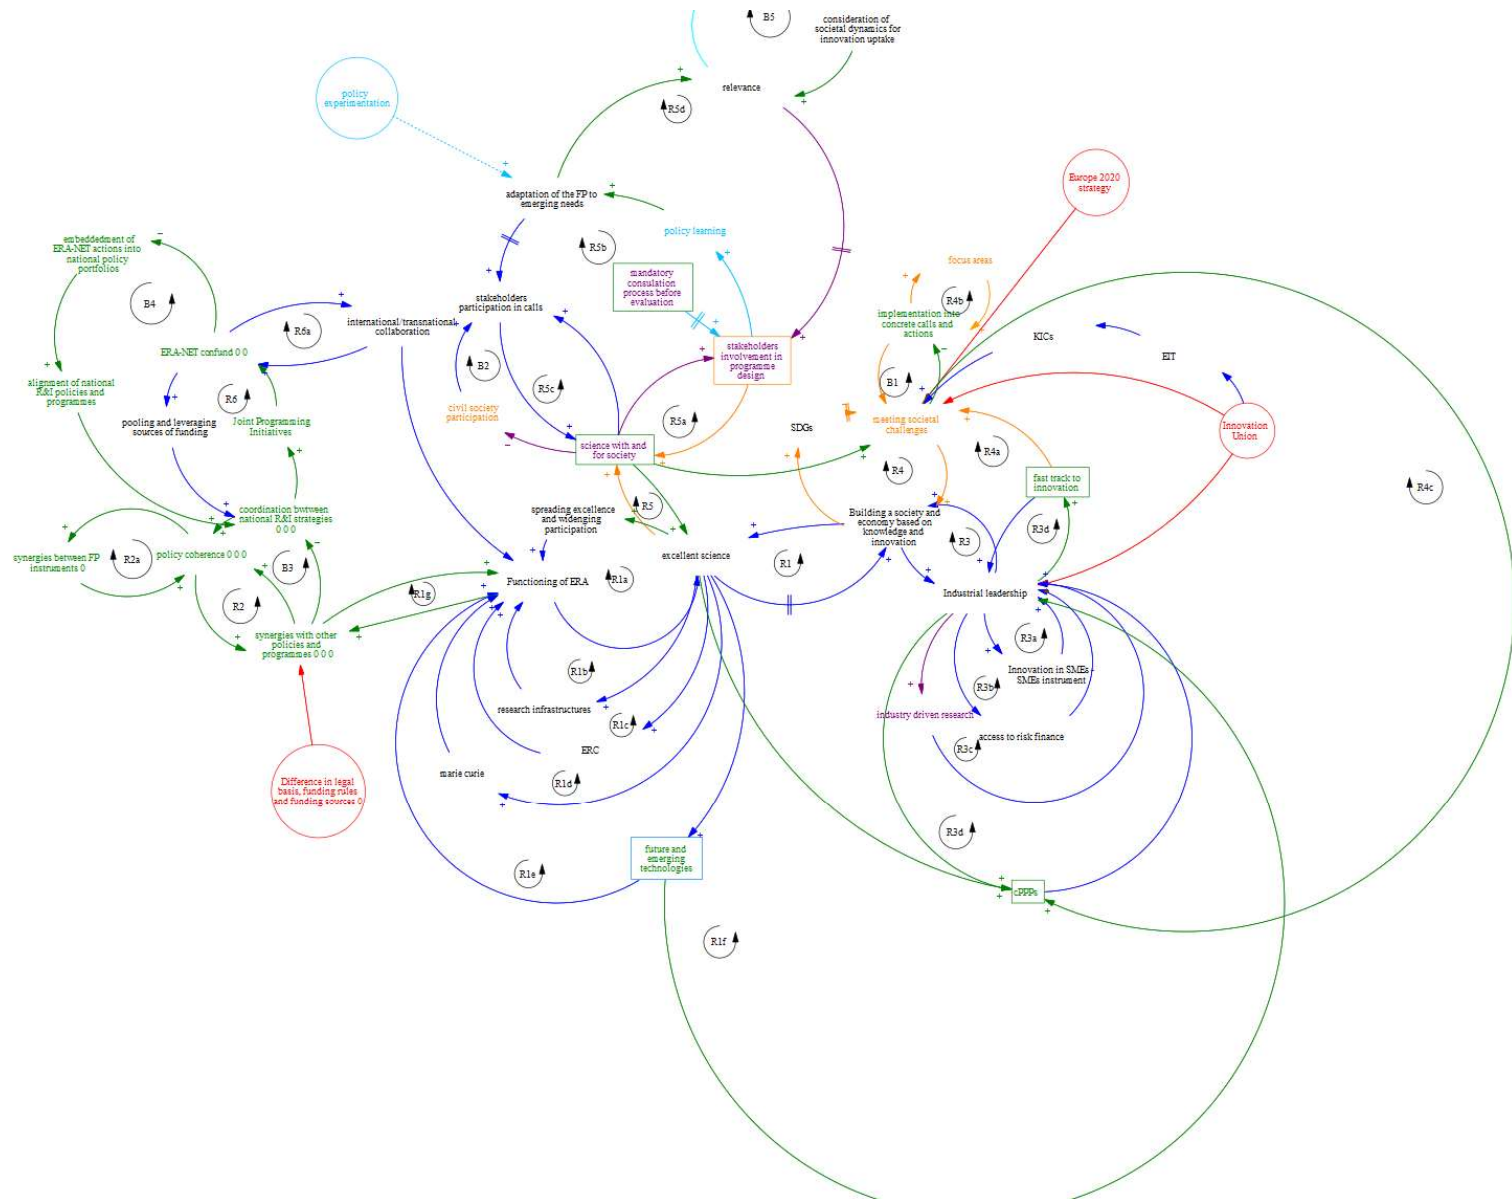 B5
consideration of
societal dynamics for
innovation uptake
relevance
policy
experimentation
R5d
Europe 2020
strategy
adaptation of the FP to
emerging needs
policy learning
R5b
embeddedment of
ERA-NET actions into
national policy
portfolios
mandatory
consulation
process before
evaluation
focus areas
B4
R4b
stakeholders
participation in calls
implementation into
concrete calls and
actions
international/transnational
collaboration
R6a
KICs
ERA-NET confund 0 0
EIT
stakeholders
involvement in
programme
design
B2
B1
alignment of national
R&I policies and
programmes
R6
R5c
civil society
participation
R5a
pooling and leveraging
sources of funding
Joint Programming
Initiatives
SDGs
meeting societal
challenges
Innovation
Union
science with and
for society
R4a
R4
R4c
fast track to
innovation
R5
spreading excellence
and widenging
participation
coordination bwtween
national R&I strategies
0 0 0
Building a society and
economy based on
knowledge and
innovation
R3d
R3
synergies between FP
instruments 0
R2a
policy coherence 0 0 0
B3
excellent science
R1
Functioning of ERA
R1a
R1g
Industrial leadership
R2
synergies with other
policies and
programmes 0 0 0
R3a
R1b
Innovation in SMEs -
SMEs instrument
R3b
research infrastructures
R1c
industry driven research
ERC
R3c
access to risk finance
marie curie
R1d
Difference in legal
basis, funding rules
and funding sources 0
R3d
future and
emerging
technologies
R1e
cPPPs
R1f